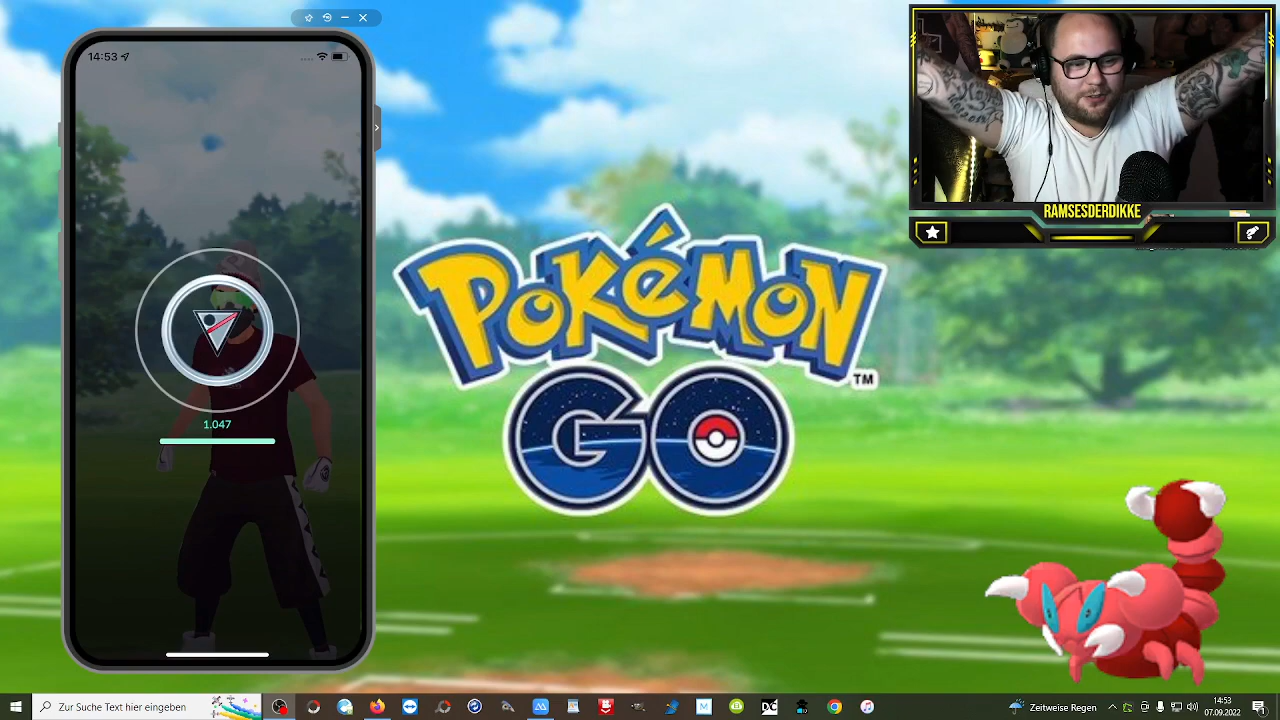 14:53
1.047
POKéMON
GO
TM
RAMSESDERDIKKE
Zur Suche Text hier eingeben
Zeitweise Regen
14:53
07.09.2022